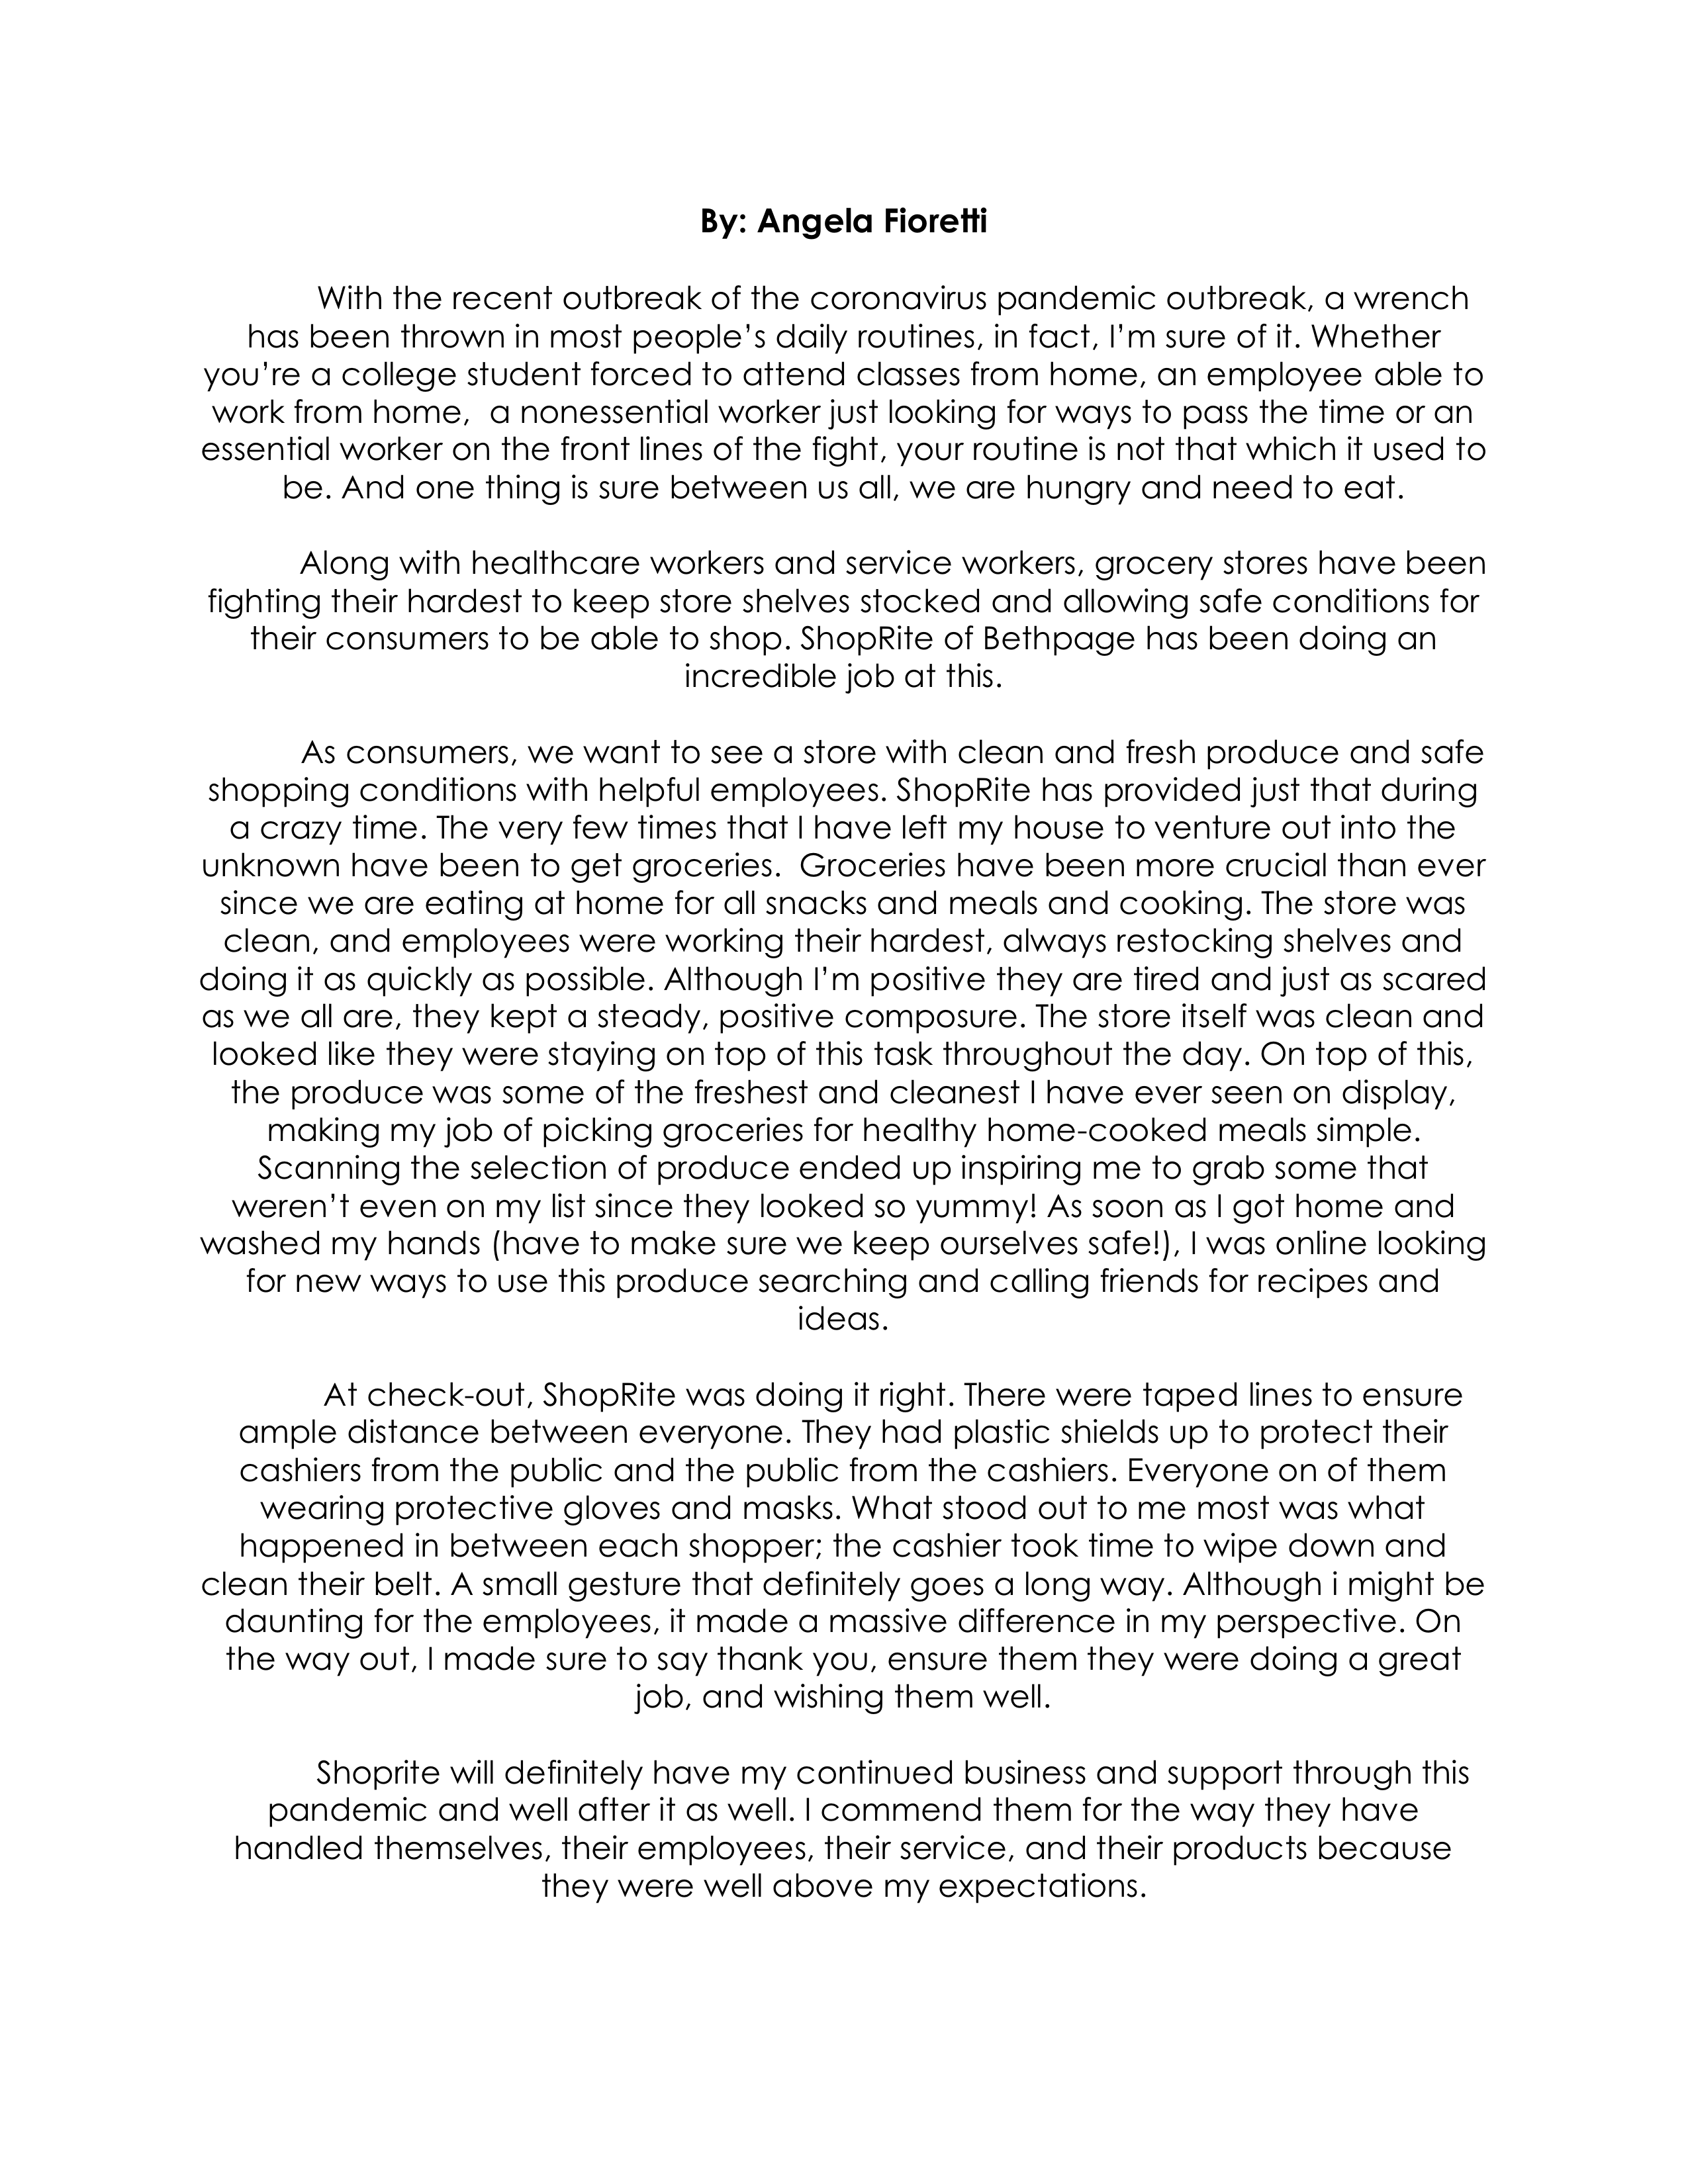 By: Angela Fioretti
With the recent outbreak of the coronavirus pandemic outbreak, a wrench
has been thrown in most people’s daily routines, in fact, I’m sure of it. Whether
you’re a college student forced to attend classes from home, an employee able to
work from home,  a nonessential worker just looking for ways to pass the time or an
essential worker on the front lines of the fight, your routine is not that which it used to
be. And one thing is sure between us all, we are hungry and need to eat.
Along with healthcare workers and service workers, grocery stores have been
fighting their hardest to keep store shelves stocked and allowing safe conditions for
their consumers to be able to shop. ShopRite of Bethpage has been doing an
incredible job at this.
As consumers, we want to see a store with clean and fresh produce and safe
shopping conditions with helpful employees. ShopRite has provided just that during
a crazy time. The very few times that I have left my house to venture out into the
unknown have been to get groceries.  Groceries have been more crucial than ever
since we are eating at home for all snacks and meals and cooking. The store was
clean, and employees were working their hardest, always restocking shelves and
doing it as quickly as possible. Although I’m positive they are tired and just as scared
as we all are, they kept a steady, positive composure. The store itself was clean and
looked like they were staying on top of this task throughout the day. On top of this,
the produce was some of the freshest and cleanest I have ever seen on display,
making my job of picking groceries for healthy home-cooked meals simple.
Scanning the selection of produce ended up inspiring me to grab some that
weren’t even on my list since they looked so yummy! As soon as I got home and
washed my hands (have to make sure we keep ourselves safe!), I was online looking
for new ways to use this produce searching and calling friends for recipes and
ideas.
At check-out, ShopRite was doing it right. There were taped lines to ensure
ample distance between everyone. They had plastic shields up to protect their
cashiers from the public and the public from the cashiers. Everyone on of them
wearing protective gloves and masks. What stood out to me most was what
happened in between each shopper; the cashier took time to wipe down and
clean their belt. A small gesture that definitely goes a long way. Although i might be
daunting for the employees, it made a massive difference in my perspective. On
the way out, I made sure to say thank you, ensure them they were doing a great
job, and wishing them well.
Shoprite will definitely have my continued business and support through this
pandemic and well after it as well. I commend them for the way they have
handled themselves, their employees, their service, and their products because
they were well above my expectations.